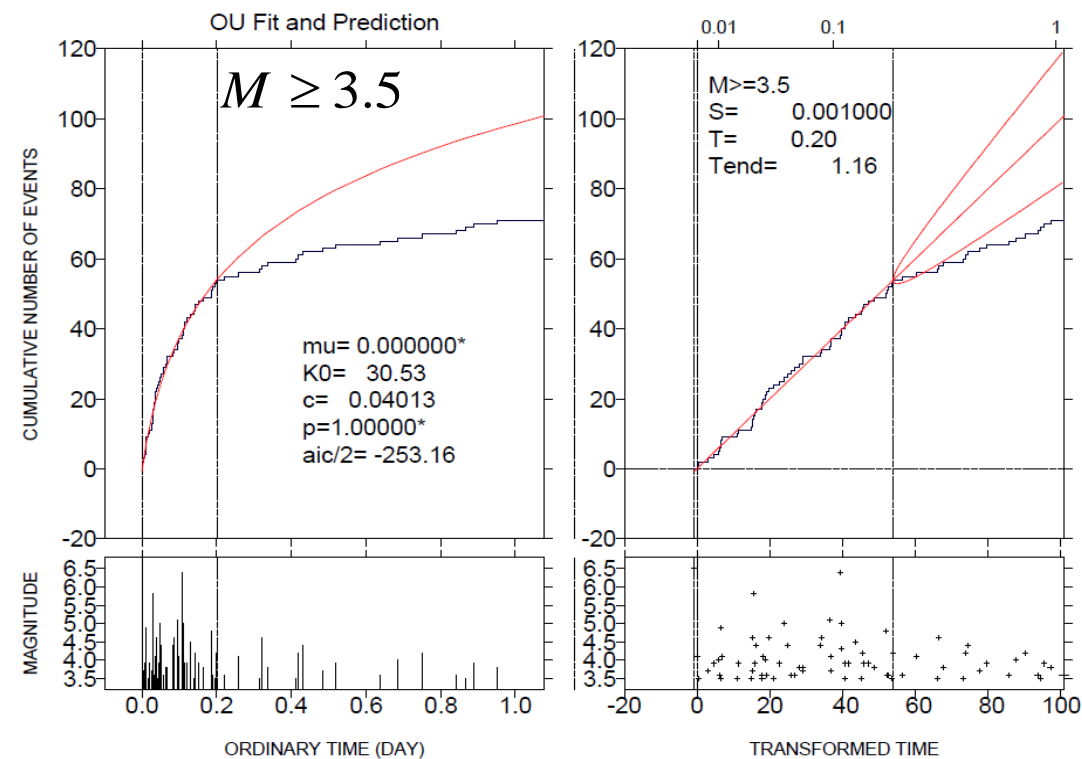 OU Fit and Prediction
M ≥ 3.5
CUMULATIVE NUMBER OF EVENTS
120
100
80
60
40
20
0
-20
mu= 0.000000*
K0= 30.53
c= 0.04013
p=1.00000*
aic/2= -253.16
MAGNITUDE
6.5
6.0
5.5
5.0
4.5
4.0
3.5
0.0 0.2 0.4 0.6 0.8 1.0
ORDINARY TIME (DAY)
0.01 0.1 1
120
100
80
60
40
20
0
-20
M>=3.5
S= 0.001000
T= 0.20
Tend= 1.16
6.5
6.0
5.5
5.0
4.5
4.0
3.5
-20 0 20 40 60 80 100
TRANSFORMED TIME